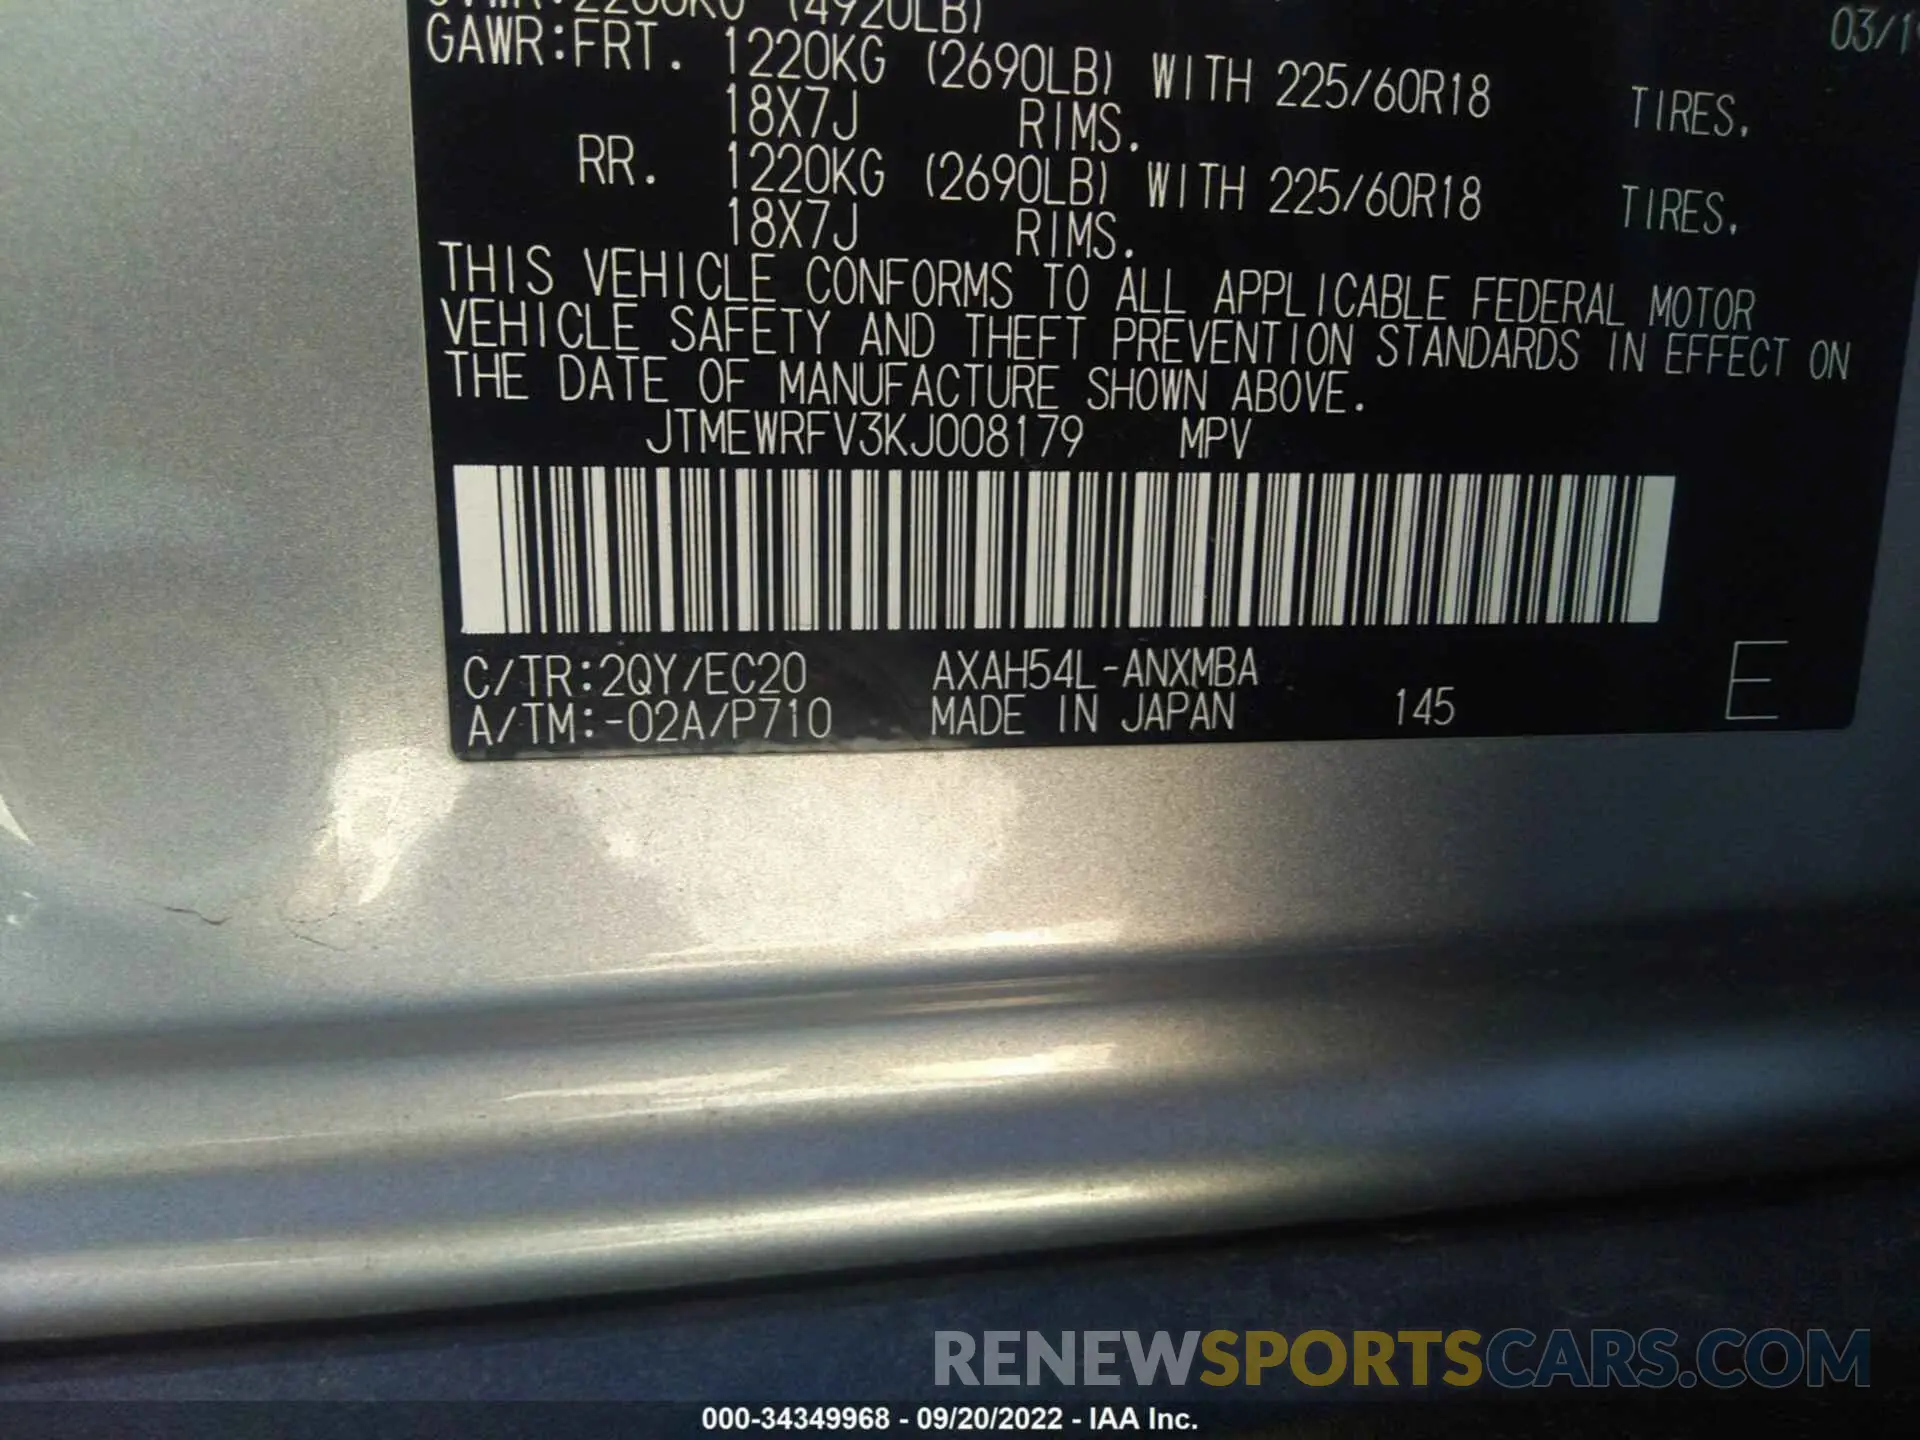 (4920LB)
03/1
GAWR:FRT. 1220KG (2690LB) WITH 225/60R18 TIRES.
18X7J RIMS.
RR. 1220KG (2690LB) WITH 225/60R18 TIRES.
18X7J RIMS.
THIS VEHICLE CONFORMS TO ALL APPLICABLE FEDERAL MOTOR
VEHICLE SAFETY AND THEFT PREVENTION STANDARDS IN EFFECT ON
THE DATE OF MANUFACTURE SHOWN ABOVE.
JTMEWRFV3KJ008179 MPV
C/TR:2QY/EC20 AXAH54L-ANXMBA E
A/TM:-02A/P710 MADE IN JAPAN 145
RENEWSPORTSCARS.COM
000-34349968 - 09/20/2022 - IAA Inc.